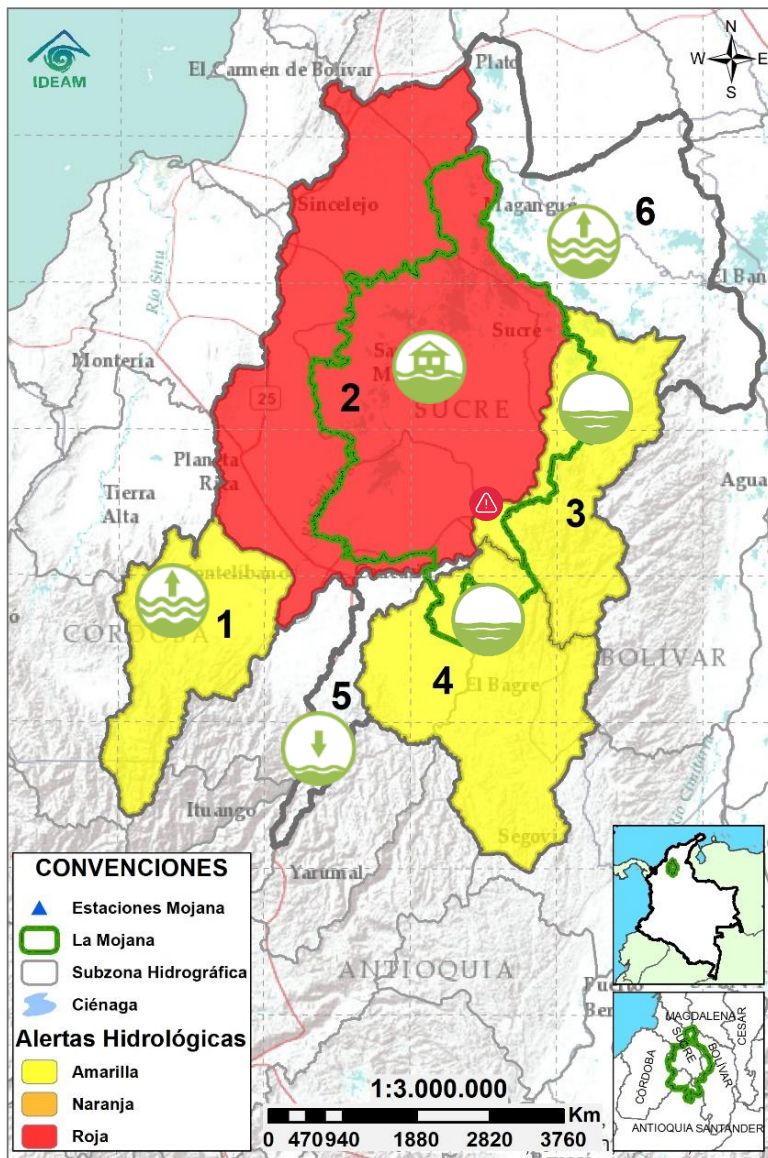 IDEAM
N
W E
S
El Carmen de Bolívar
Plato
Sincelejo
Magangué
6
El Ban
Río Sinú
Montería
Sucre
25
2
SUCRE
Planeta
Rica
Tierra
Alta
Agua
3
1
CÓRDOBA
BOLÍVAR
4
El Bagre
5
Ituango
Segovia
Yarumal
ANTIOQUIA
Puerto
Ber
CONVENCIONES
Estaciones Mojana
La Mojana
Subzona Hidrográfica
Ciénaga
Alertas Hidrológicas
Amarilla
Naranja
Roja
1:3.000.000
Km
0 470 940 1880 2820 3760
MAGDALENA
CESAR
SUCRE
BOLÍVAR
CÓRDOBA
ANTIOQUIA
SANTANDER